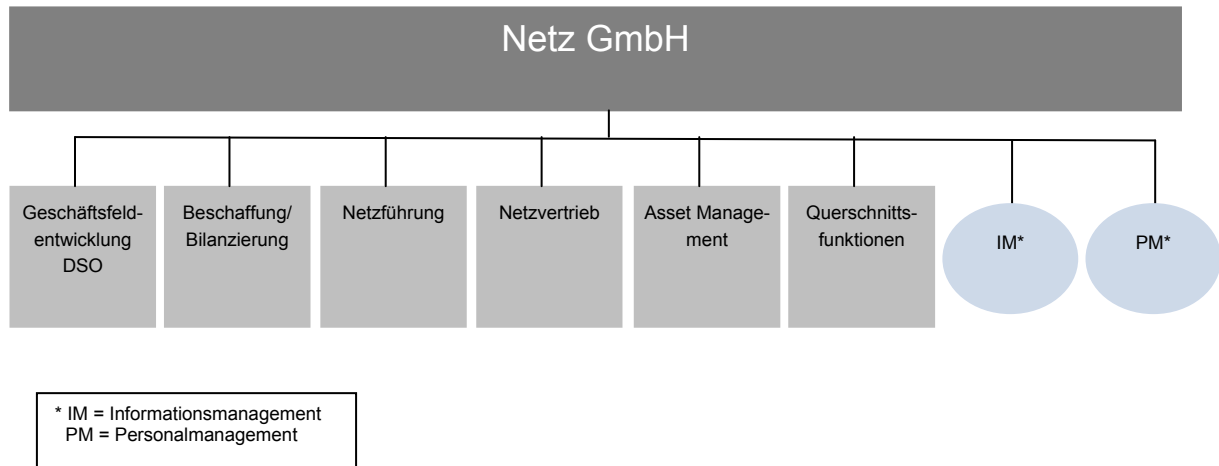 Netz GmbH
Geschäftsfeld-
entwicklung
DSO
Beschaffung/
Bilanzierung
Netzführung
Netzvertrieb
Asset Manage-
ment
Querschnitts-
funktionen
IM*
PM*
* IM = Informationsmanagement
PM = Personalmanagement